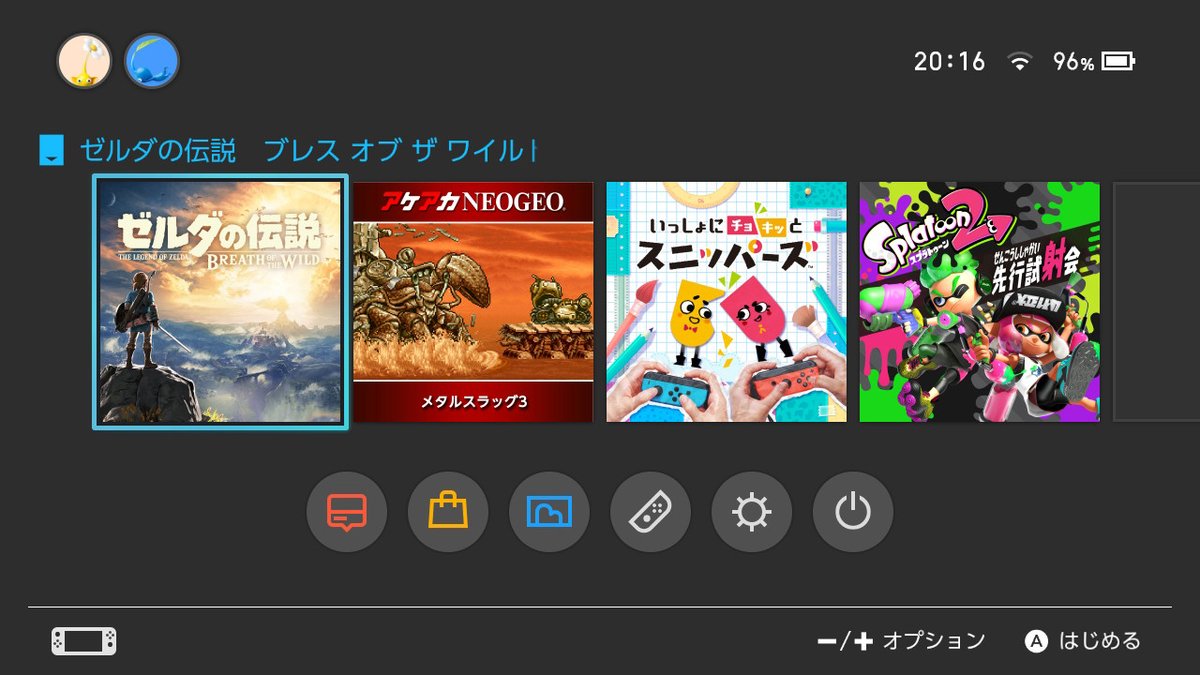 20:16 96%
ゼルダの伝説 ブレス オブ ザ ワイル
ゼルダの伝説
THE LEGEND OF ZELDA
BREATH OF THE WILD
アケアカNEOGEO
メタルスラッグ3
いっしょにチョキッと
スニッパーズ
Splatoon 2
スプラトゥーン
せんこうししゃかい
先行試射会
−/+ オプション A はじめる